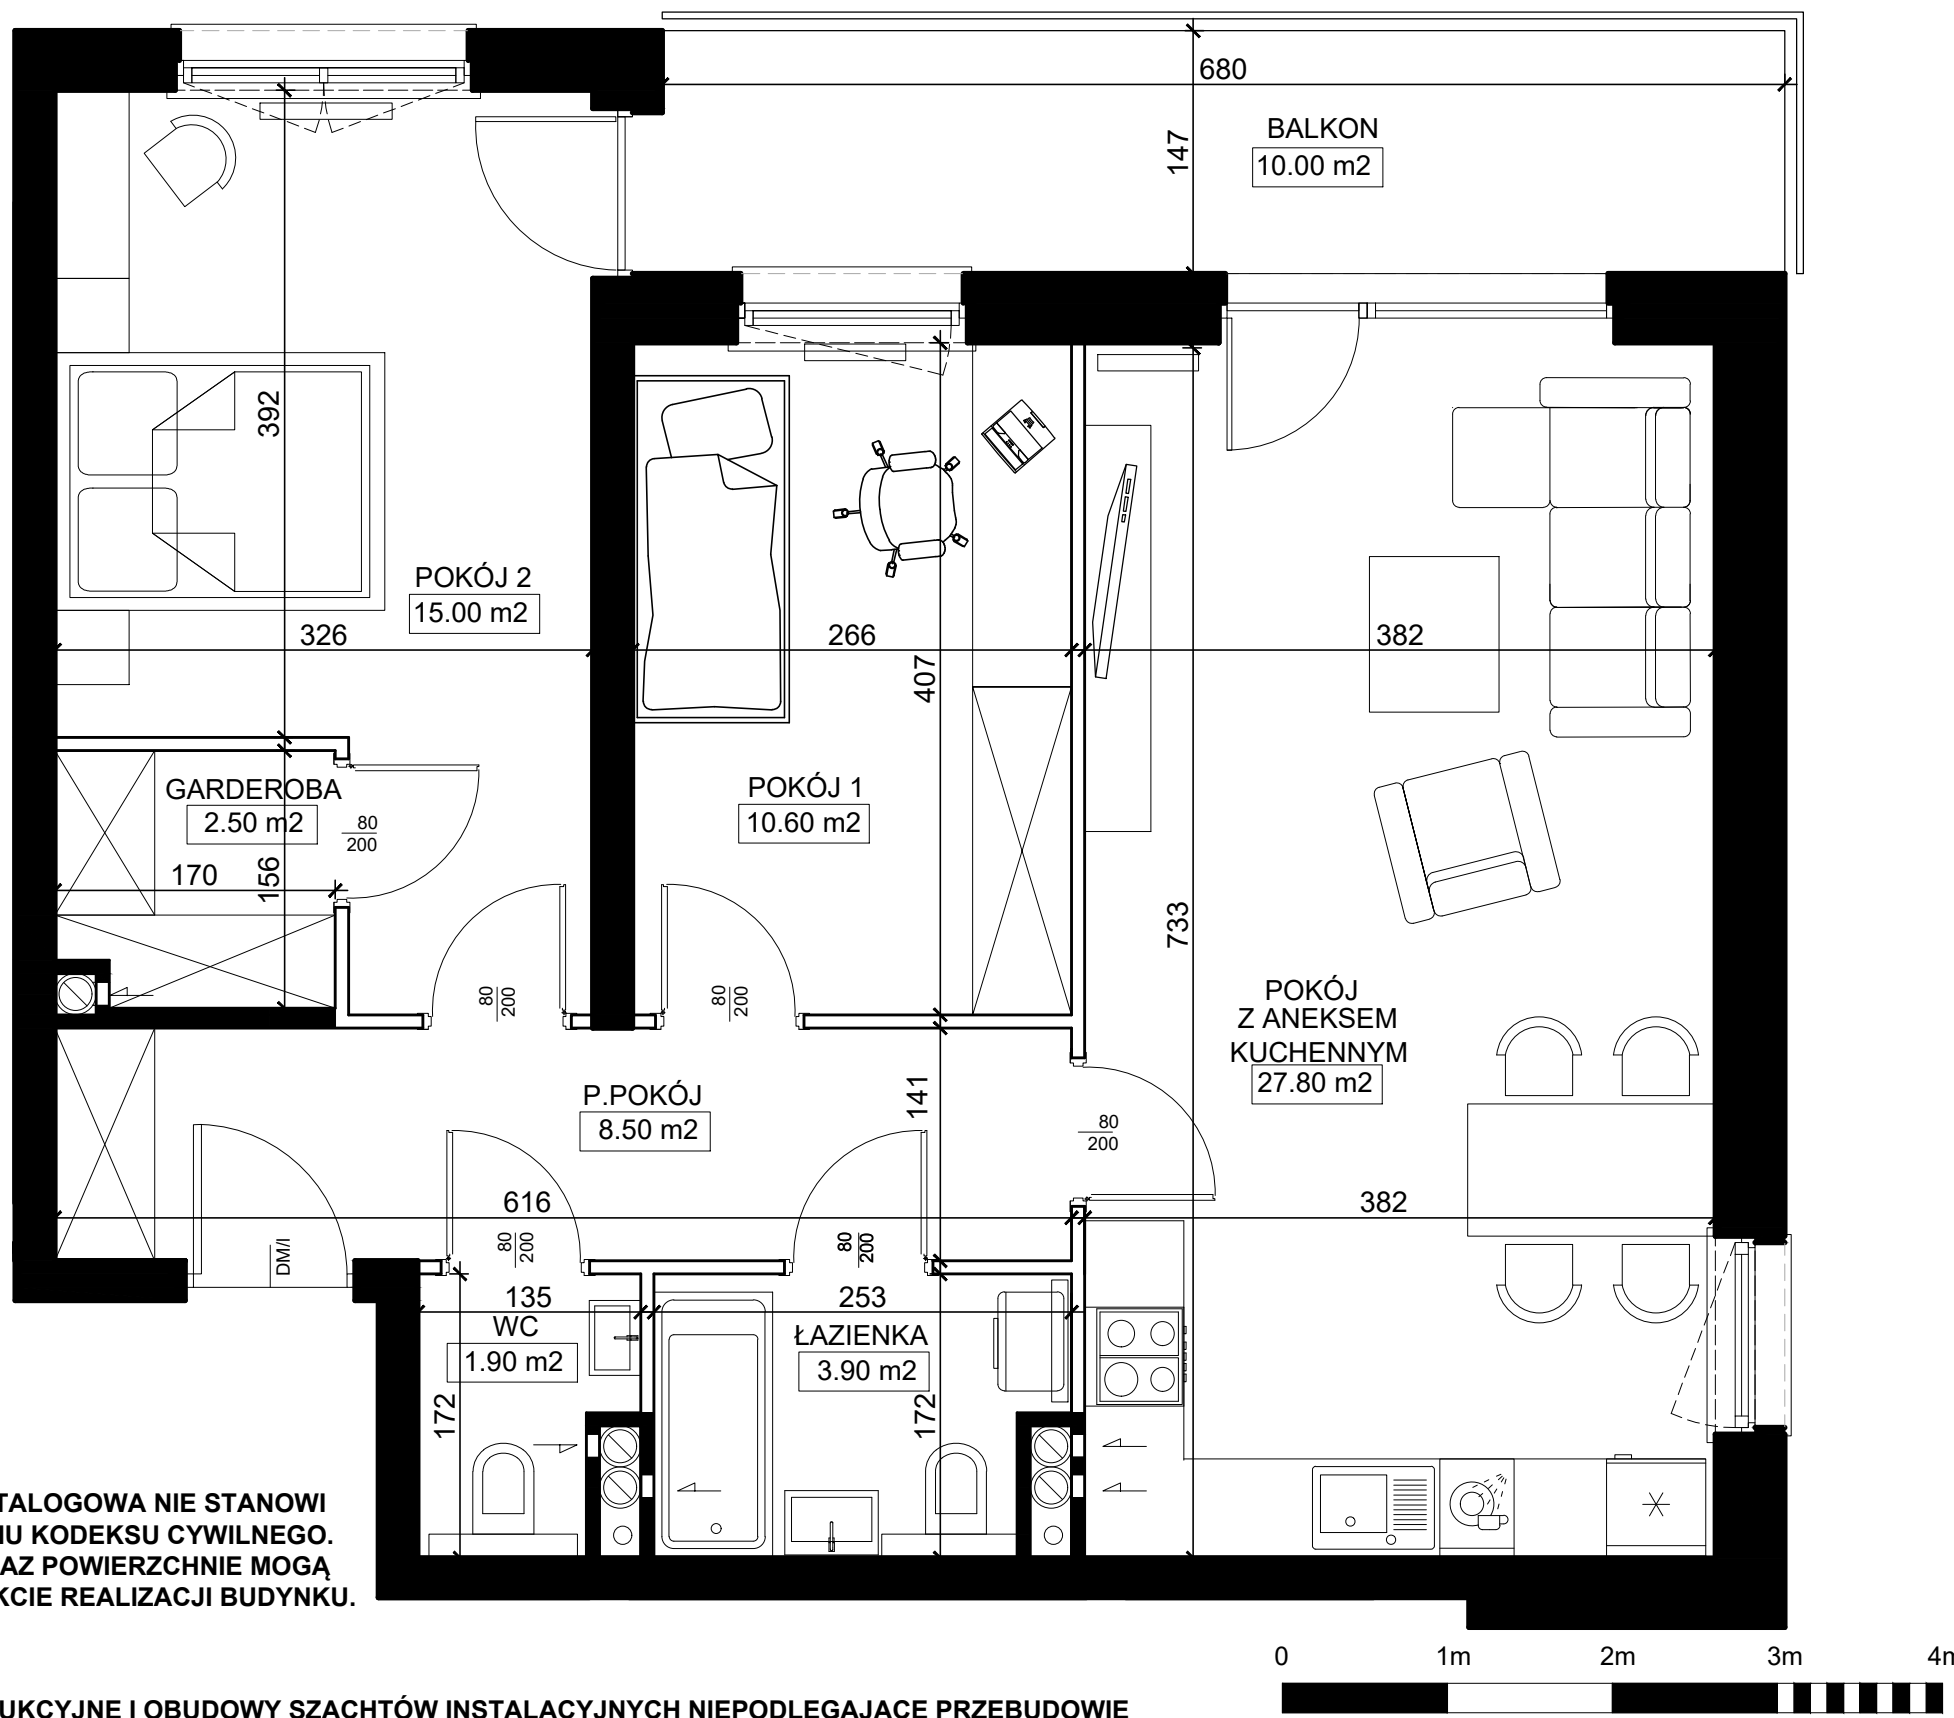 680
BALKON
10.00 m2
147
392
POKÓJ 2
15.00 m2
326
266
382
407
GARDEROBA
2.50 m2
80
200
170
156
POKÓJ 1
10.60 m2
733
80
200
80
200
POKÓJ
Z ANEKSEM
KUCHENNYM
27.80 m2
P.POKÓJ
8.50 m2
141
80
200
616
382
DM/I
80
200
80
200
135
253
WC
1.90 m2
ŁAZIENKA
3.90 m2
172
172
TALOGOWA NIE STANOWI
IU KODEKSU CYWILNEGO.
AZ POWIERZCHNIE MOGĄ
KCIE REALIZACJI BUDYNKU.
0 1m 2m 3m 4m
UKCYJNE I OBUDOWY SZACHTÓW INSTALACYJNYCH NIEPODLEGAJĄCE PRZEBUDOWIE